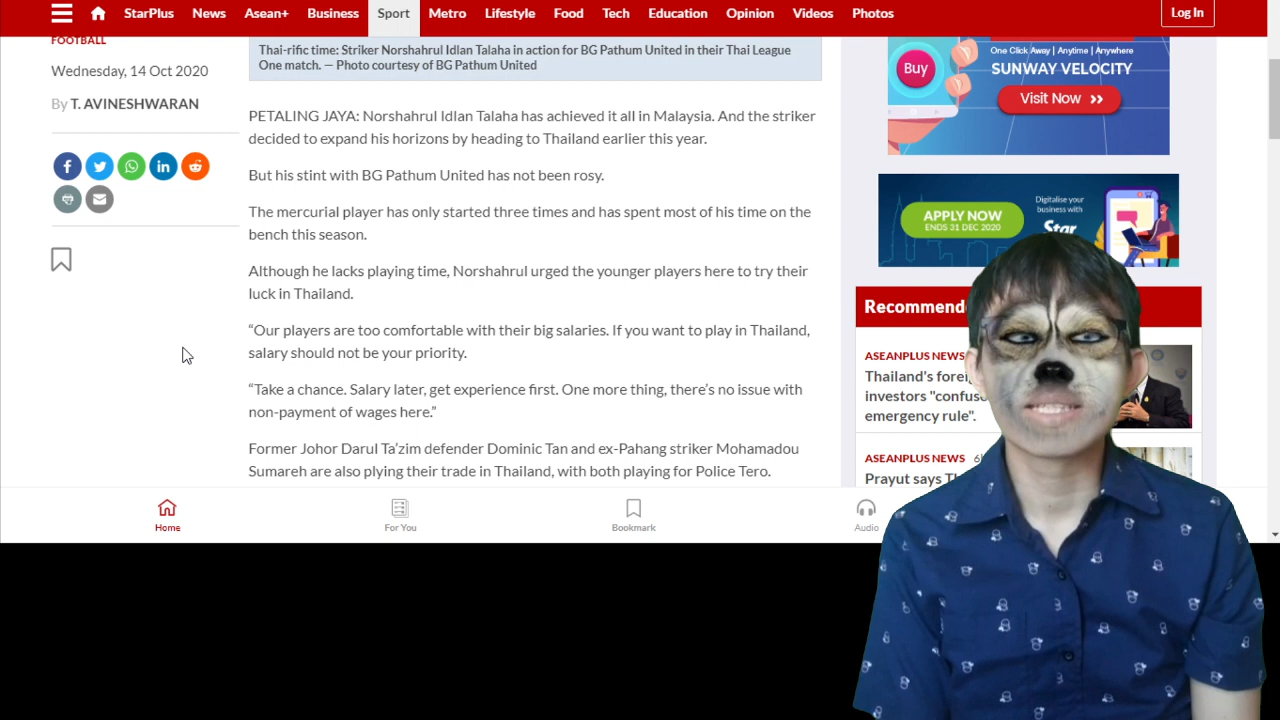 StarPlus News Asean+ Business Sport Metro Lifestyle Food Tech Education Opinion Videos Photos Log In
FOOTBALL
Wednesday, 14 Oct 2020
By T. AVINESHWARAN
Thai-rific time: Striker Norshahrul Idlan Talaha in action for BG Pathum United in their Thai League
One match. — Photo courtesy of BG Pathum United
PETALING JAYA: Norshahrul Idlan Talaha has achieved it all in Malaysia. And the striker
decided to expand his horizons by heading to Thailand earlier this year.
But his stint with BG Pathum United has not been rosy.
The mercurial player has only started three times and has spent most of his time on the
bench this season.
Although he lacks playing time, Norshahrul urged the younger players here to try their
luck in Thailand.
“Our players are too comfortable with their big salaries. If you want to play in Thailand,
salary should not be your priority.
“Take a chance. Salary later, get experience first. One more thing, there’s no issue with
non-payment of wages here.”
Former Johor Darul Ta’zim defender Dominic Tan and ex-Pahang striker Mohamadou
Sumareh are also plying their trade in Thailand, with both playing for Police Tero.
Buy
One Click Away | Anytime | Anywhere
SUNWAY VELOCITY
Visit Now
APPLY NOW
ENDS 31 DEC 2020
Digitalise your
business with
Star
Recommend
ASEANPLUS NEWS
Thailand's forei
investors "confus
emergency rule".
ASEANPLUS NEWS 6
Prayut says Th
Home For You Bookmark Audio